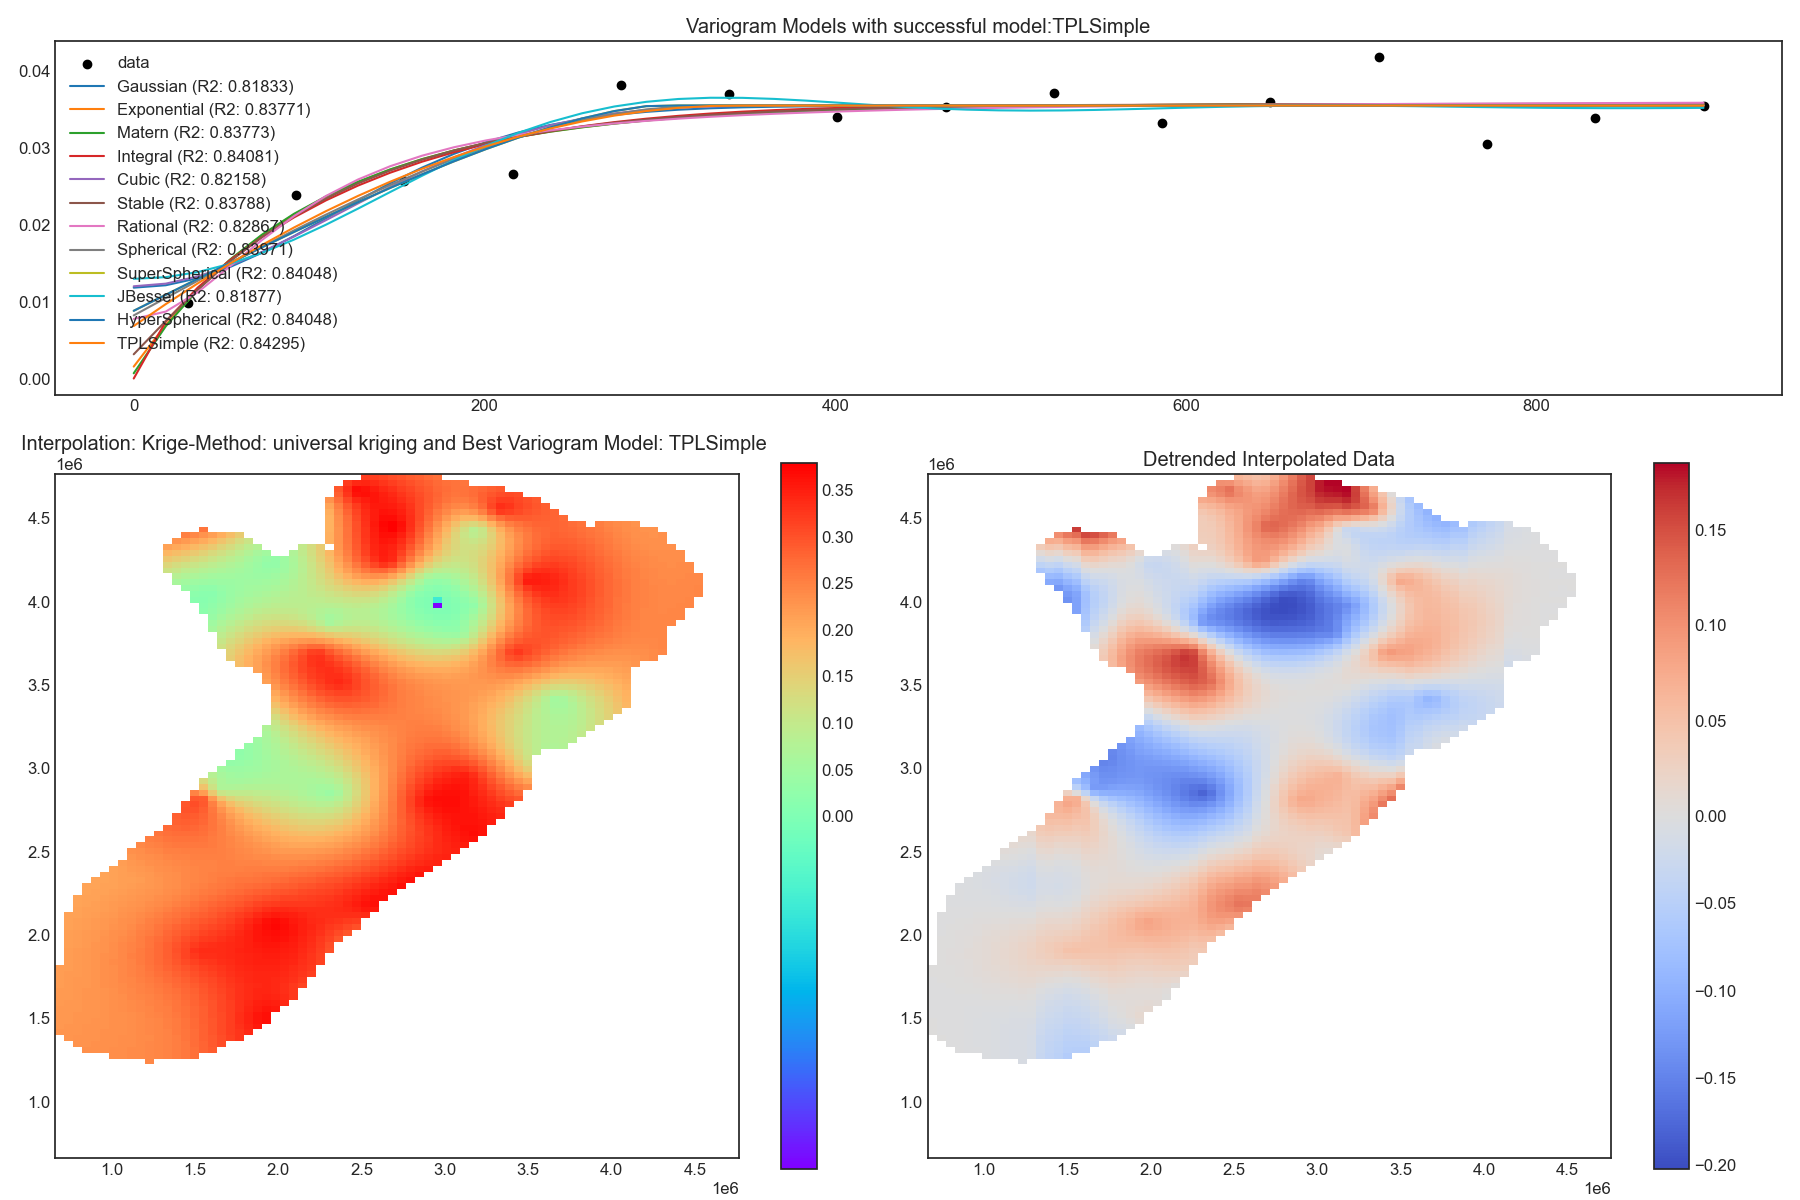 Variogram Models with successful model:TPLSimple
data
Gaussian (R2: 0.81833)
Exponential (R2: 0.83771)
Matern (R2: 0.83773)
Integral (R2: 0.84081)
Cubic (R2: 0.82158)
Stable (R2: 0.83788)
Rational (R2: 0.82867)
Spherical (R2: 0.83971)
SuperSpherical (R2: 0.84048)
JBessel (R2: 0.81877)
HyperSpherical (R2: 0.84048)
TPLSimple (R2: 0.84295)
0.04
0.03
0.02
0.01
0.00
0 200 400 600 800
Interpolation: Krige-Method: universal kriging and Best Variogram Model: TPLSimple
1e6
4.5
4.0
3.5
3.0
2.5
2.0
1.5
1.0
1.0 1.5 2.0 2.5 3.0 3.5 4.0 4.5
1e6
0.35
0.30
0.25
0.20
0.15
0.10
0.05
0.00
Detrended Interpolated Data
1e6
4.5
4.0
3.5
3.0
2.5
2.0
1.5
1.0
1.0 1.5 2.0 2.5 3.0 3.5 4.0 4.5
1e6
0.15
0.10
0.05
0.00
−0.05
−0.10
−0.15
−0.20